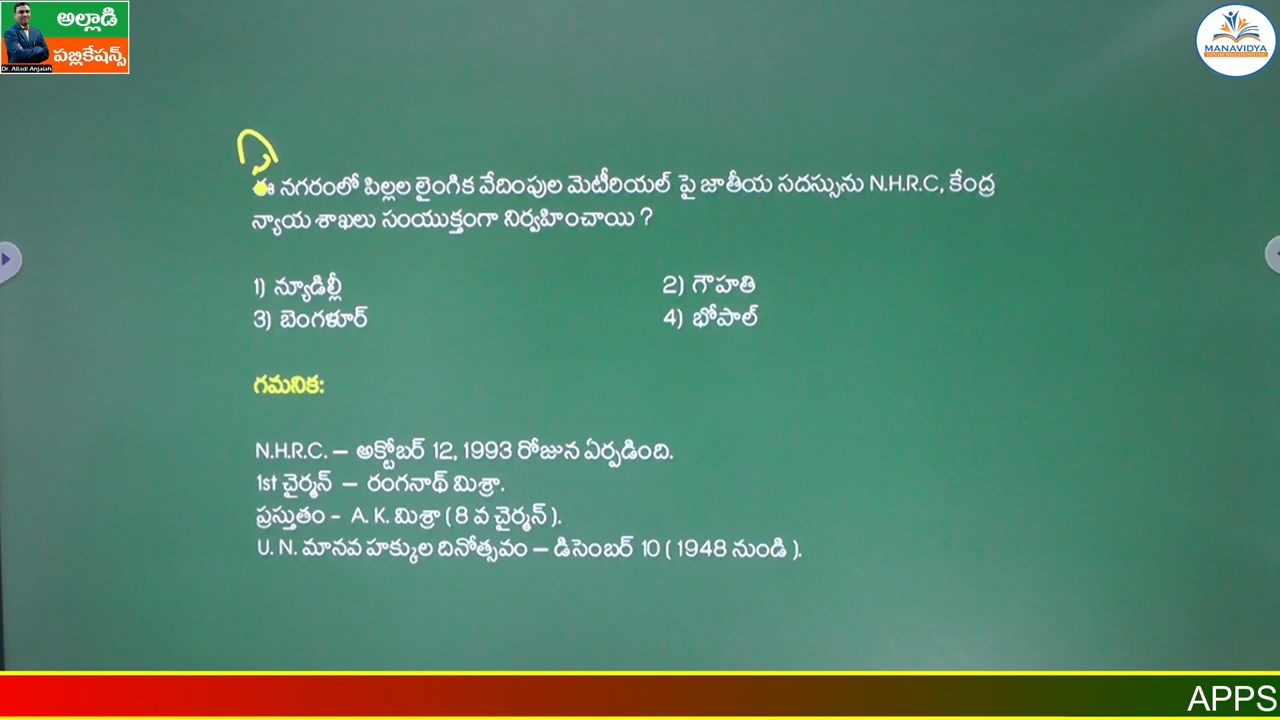 అల్లాడి
పబ్లికేషన్స్
Dr. Alladi Anjaiah
MANAVIDYA
ఈ నగరంలో పిల్లల లైంగిక వేదింపుల మెటీరియల్ పై జాతీయ సదస్సును N.H.R.C, కేంద్ర
న్యాయ శాఖలు సంయుక్తంగా నిర్వహించాయి ?
1) న్యూడిల్లీ
2) గౌహతి
3) బెంగళూర్
4) భోపాల్
గమనిక:
N.H.R.C. – అక్టోబర్ 12, 1993 రోజున ఏర్పడింది.
1st చైర్మన్ – రంగనాథ్ మిశ్రా.
ప్రస్తుతం - A. K. మిశ్రా ( 8 వ చైర్మన్ ).
U. N. మానవ హక్కుల దినోత్సవం – డిసెంబర్ 10 ( 1948 నుండి ).
APPS